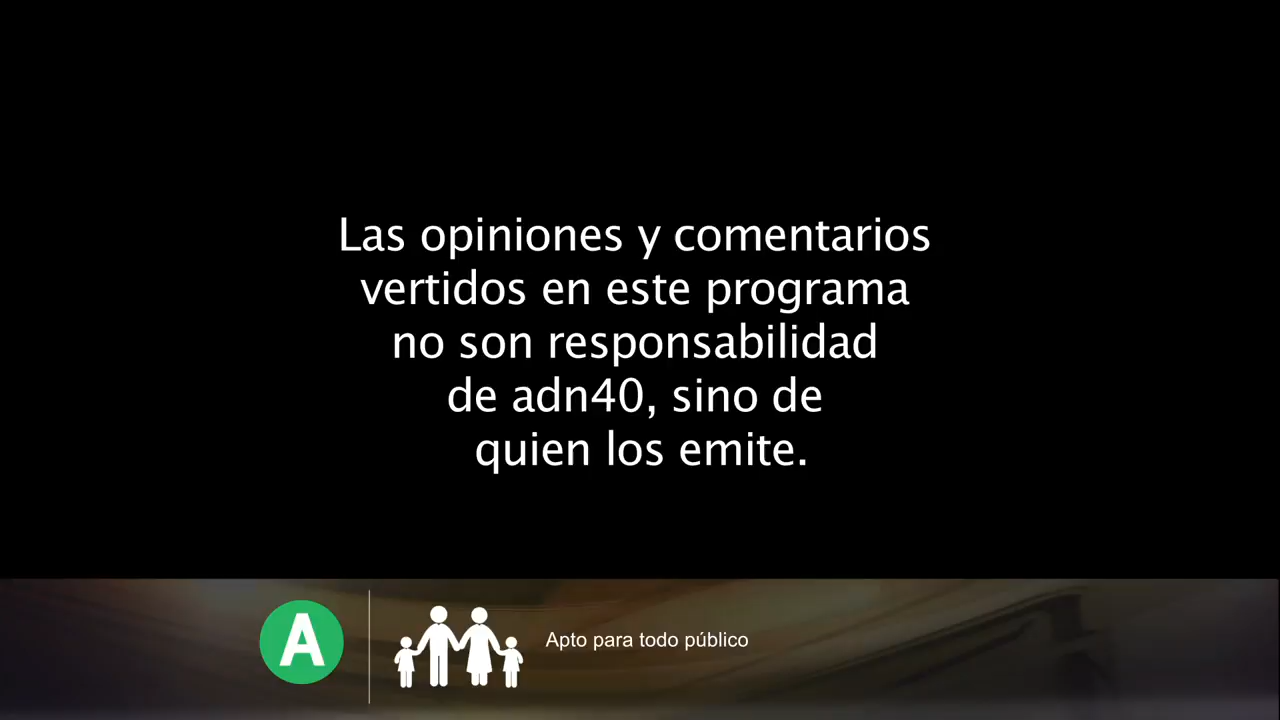 Las opiniones y comentarios
vertidos en este programa
no son responsabilidad
de adn40, sino de
quien los emite.
A
Apto para todo público